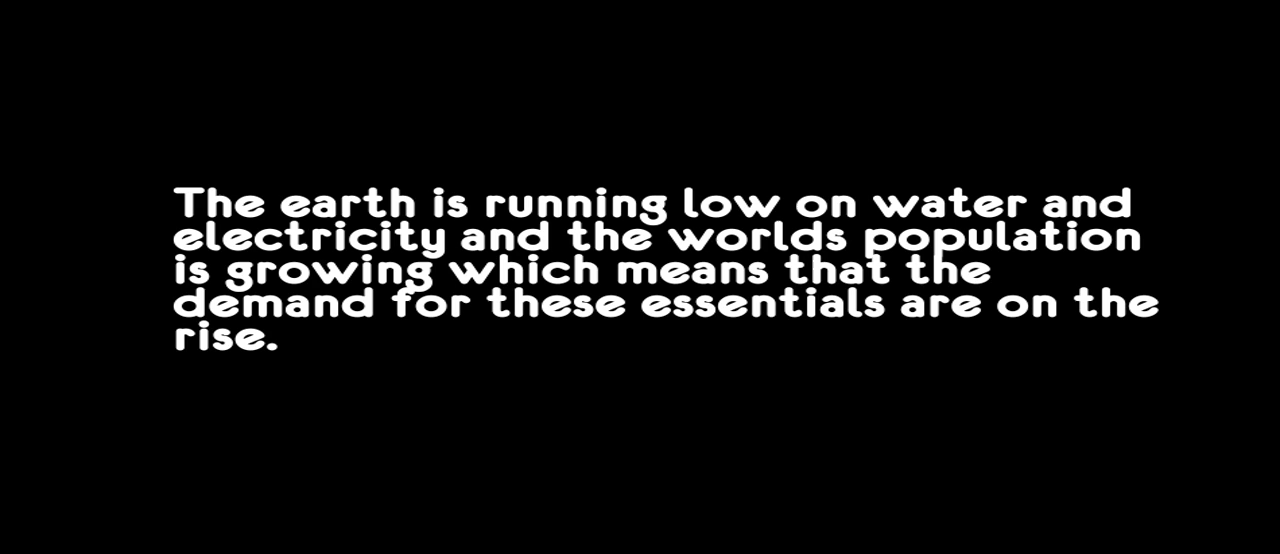 The earth is running low on water and
electricity and the worlds population
is growing which means that the
demand for these essentials are on the
rise.